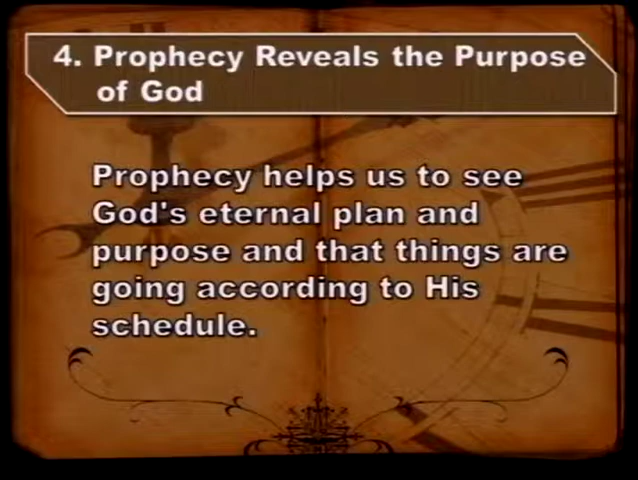 4. Prophecy Reveals the Purpose
of God
Prophecy helps us to see
God's eternal plan and
purpose and that things are
going according to His
schedule.